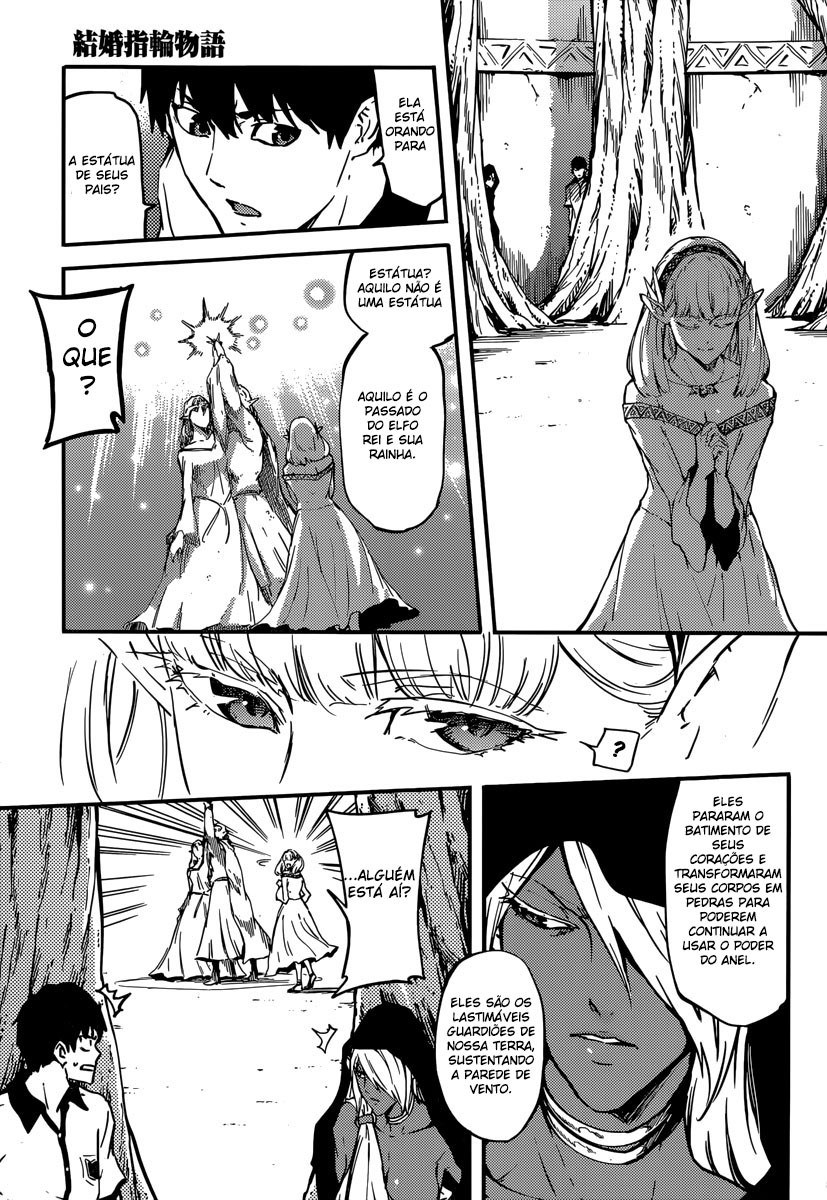 結婚指輪物語
ELA
ESTÁ
ORANDO
PARA
A ESTÁTUA
DE SEUS
PAIS?
ESTÁTUA?
AQUILO NÃO É
UMA ESTÁTUA
AQUILO É O
PASSADO
DO ELFO
REI E SUA
RAINHA.
O
QUE
?
?
ELES
PARARAM O
BATIMENTO DE
SEUS
CORAÇÕES E
TRANSFORMARAM
SEUS CORPOS EM
PEDRAS PARA
PODEREM
CONTINUAR A
USAR O PODER
DO ANEL.
ELES SÃO OS
LASTIMÁVEIS
GUARDIÕES DE
NOSSA TERRA,
SUSTENTANDO
A PAREDE DE
VENTO.
...ALGUÉM
ESTÁ AÍ?